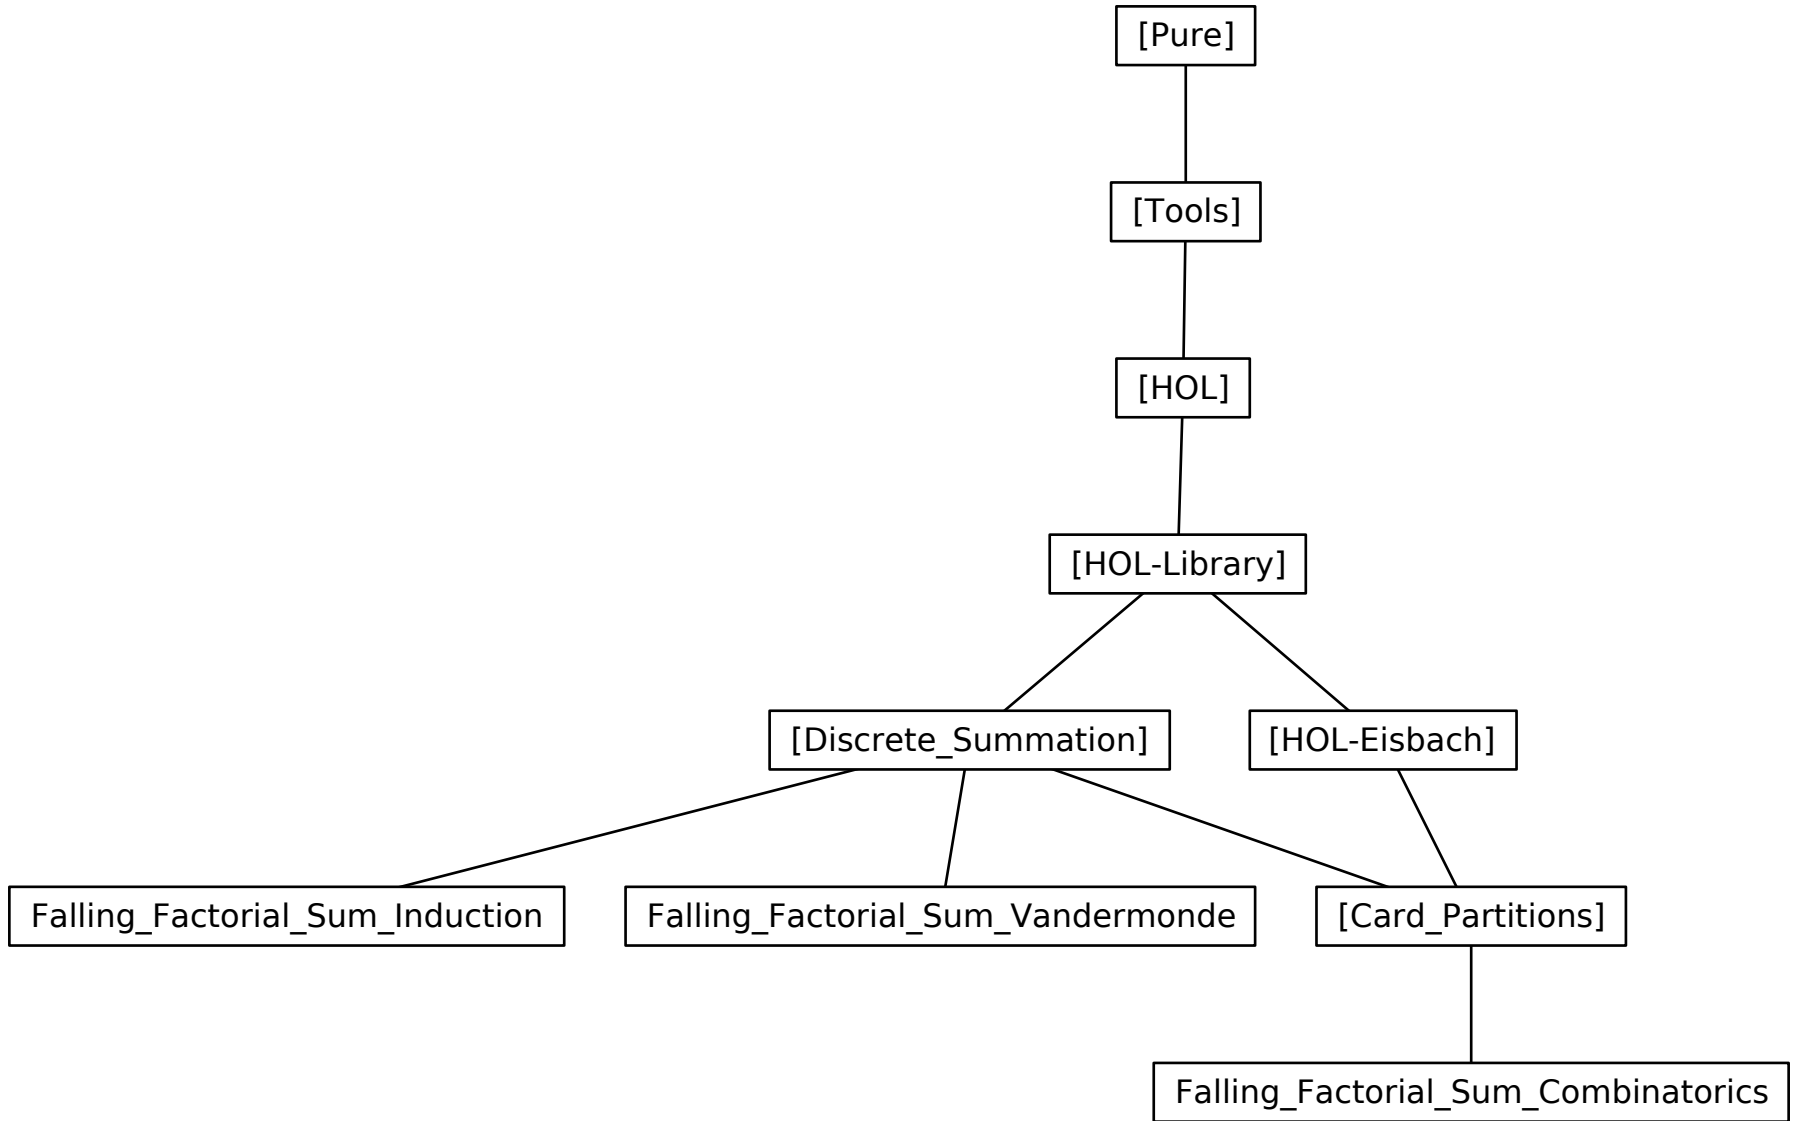 [Pure]
[Tools]
[HOL]
[HOL-Library]
[Discrete_Summation]
[HOL-Eisbach]
Falling_Factorial_Sum_Induction
Falling_Factorial_Sum_Vandermonde
[Card_Partitions]
Falling_Factorial_Sum_Combinatorics